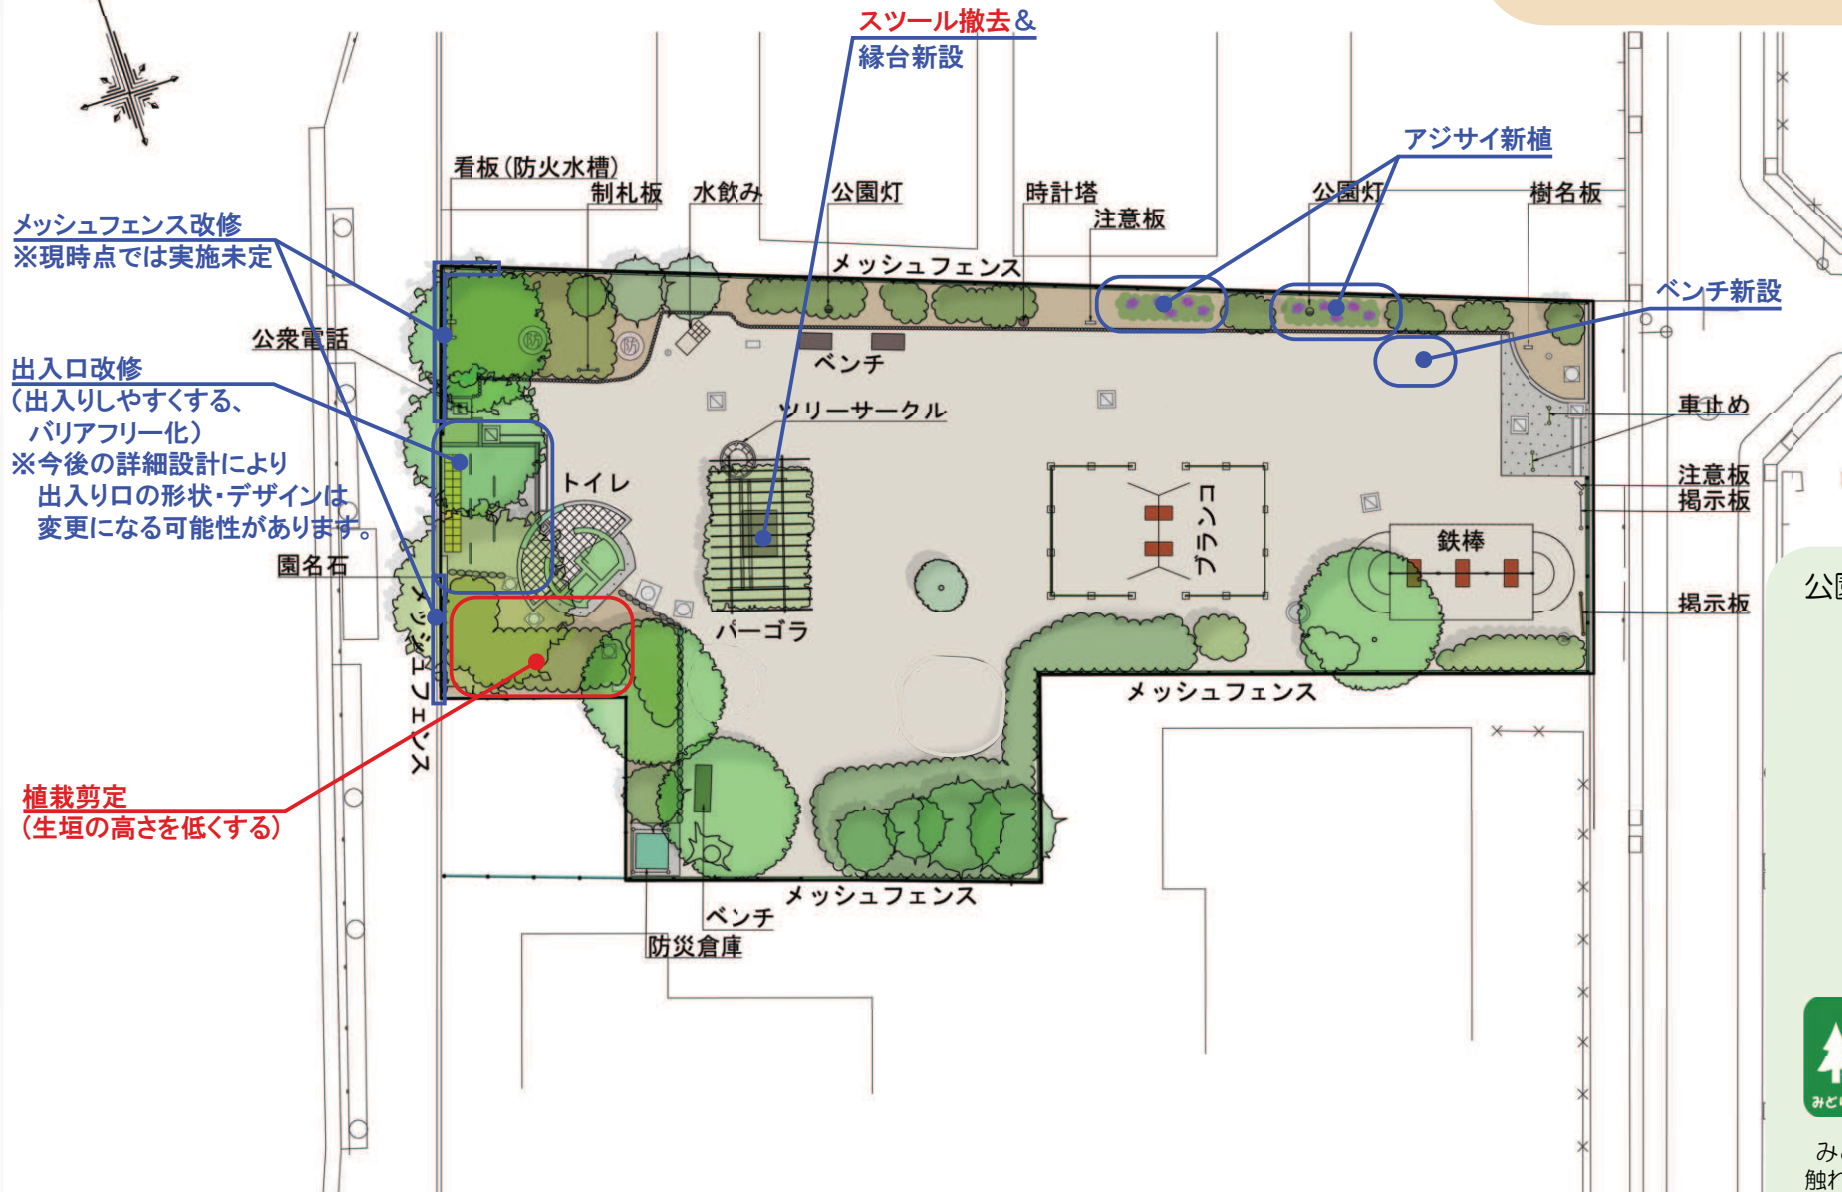 スツール撤去&
縁台新設
アジサイ新植
看板(防火水槽)
制札板
水飲み
公園灯
時計塔
注意板
公園灯
樹名板
メッシュフェンス改修
※現時点では実施未定
メッシュフェンス
ベンチ新設
公衆電話
ベンチ
出入口改修
(出入りしやすくする、
バリアフリー化)
※今後の詳細設計により
出入り口の形状・デザインは
変更になる可能性があります。
ツリーサークル
車止め
トイレ
注意板
掲示板
防
防
ブランコ
鉄棒
園名石
公園
掲示板
パーゴラ
メッシュフェンス
メッシュフェンス
植栽剪定
(生垣の高さを低くする)
メッシュフェンス
ベンチ
防災倉庫
みど
みど
触れ